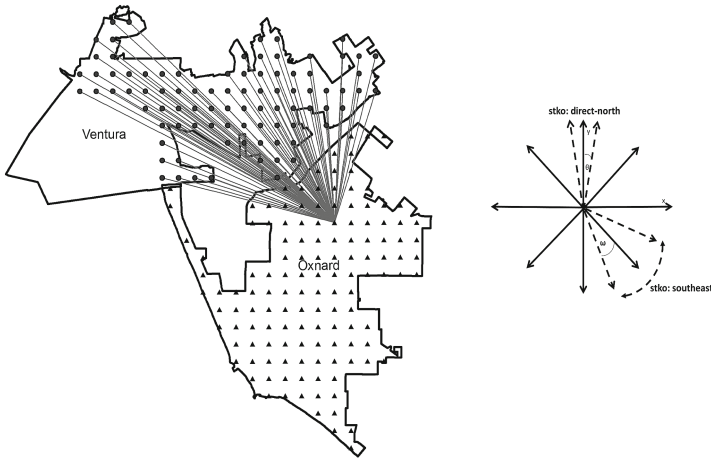 Ventura
Oxnard
stko: direct-north
Y
θ
X
ω
stko: southeast